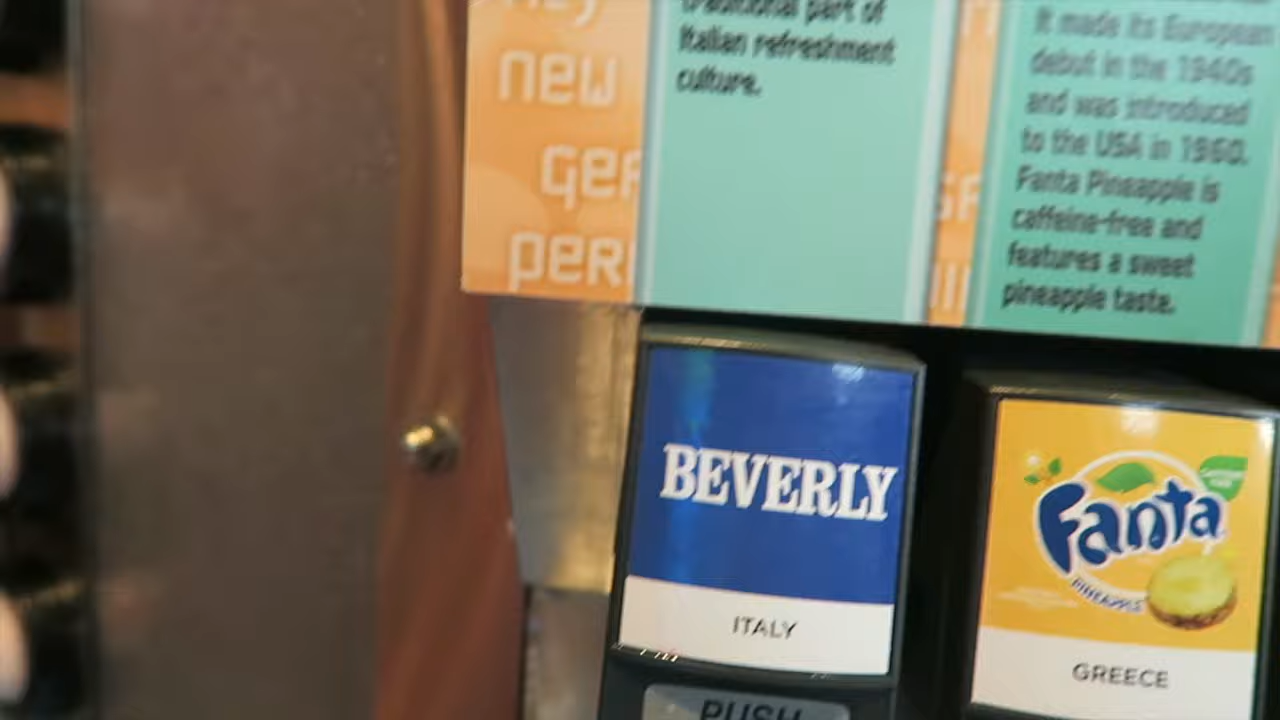 new
traditional part of
Italian refreshment
culture.
It made its European
debut in the 1940s
and was introduced
to the USA in 1960.
Fanta Pineapple is
caffeine-free and
features a sweet
pineapple taste.
BEVERLY
ITALY
PUSH
Fanta
PINEAPPLE
GREECE